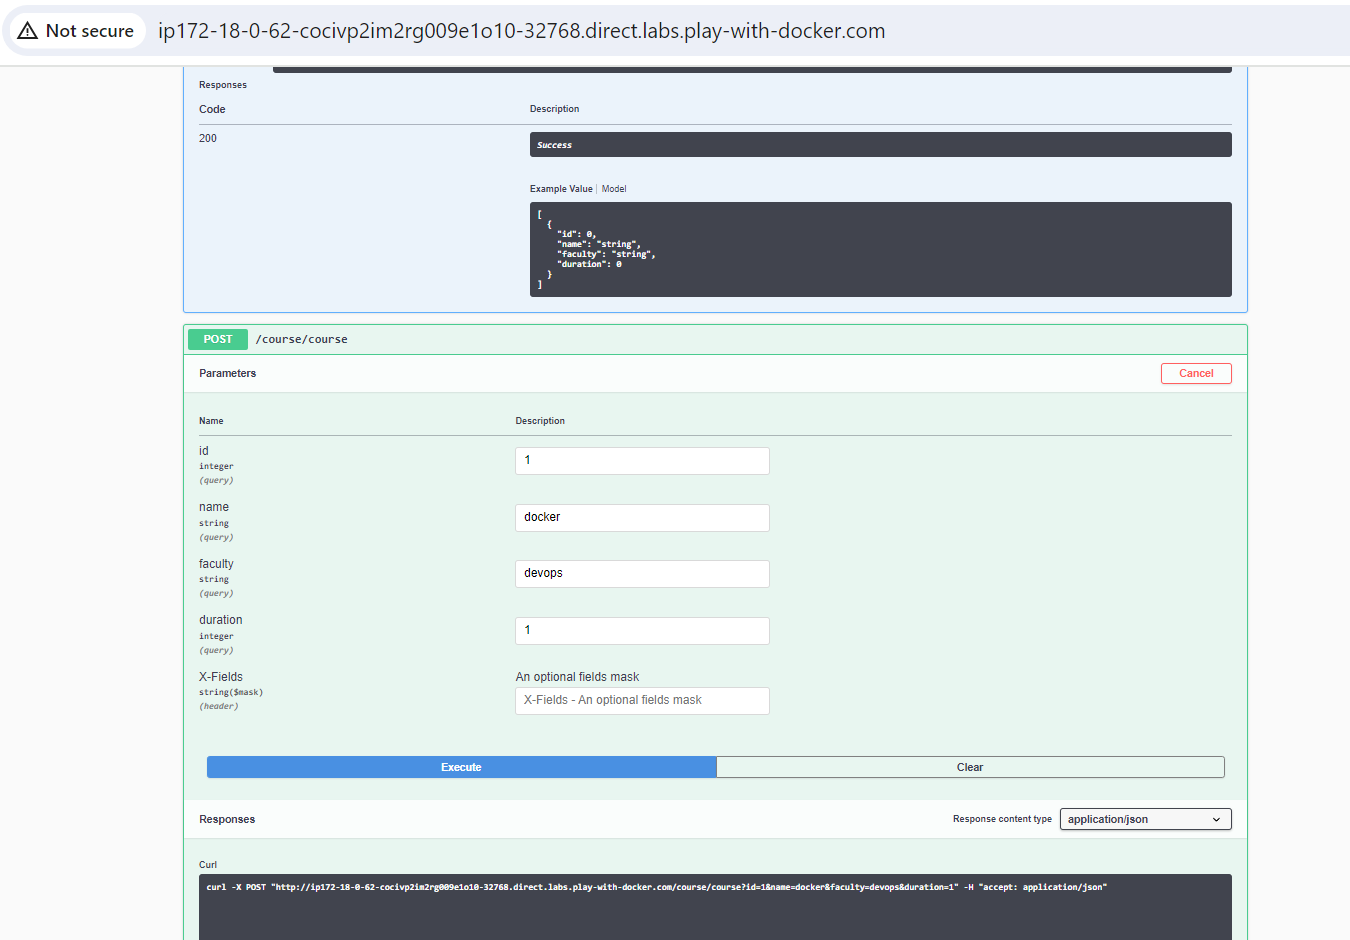 Not secure ip172-18-0-62-cocivp2im2rg009e1o10-32768.direct.labs.play-with-docker.com
Responses
Code Description
200
Success
Example Value | Model
[
{
"id": 0,
"name": "string",
"faculty": "string",
"duration": 0
}
]
POST /course/course
Parameters Cancel
Name Description
id
integer
(query)
1
name
string
(query)
docker
faculty
string
(query)
devops
duration
integer
(query)
1
X-Fields
string($mask)
(header)
An optional fields mask
X-Fields - An optional fields mask
Execute Clear
Responses Response content type application/json
Curl
curl -X POST "http://ip172-18-0-62-cocivp2im2rg009e1o10-32768.direct.labs.play-with-docker.com/course/course?id=1&name=docker&faculty=devops&duration=1" -H "accept: application/json"